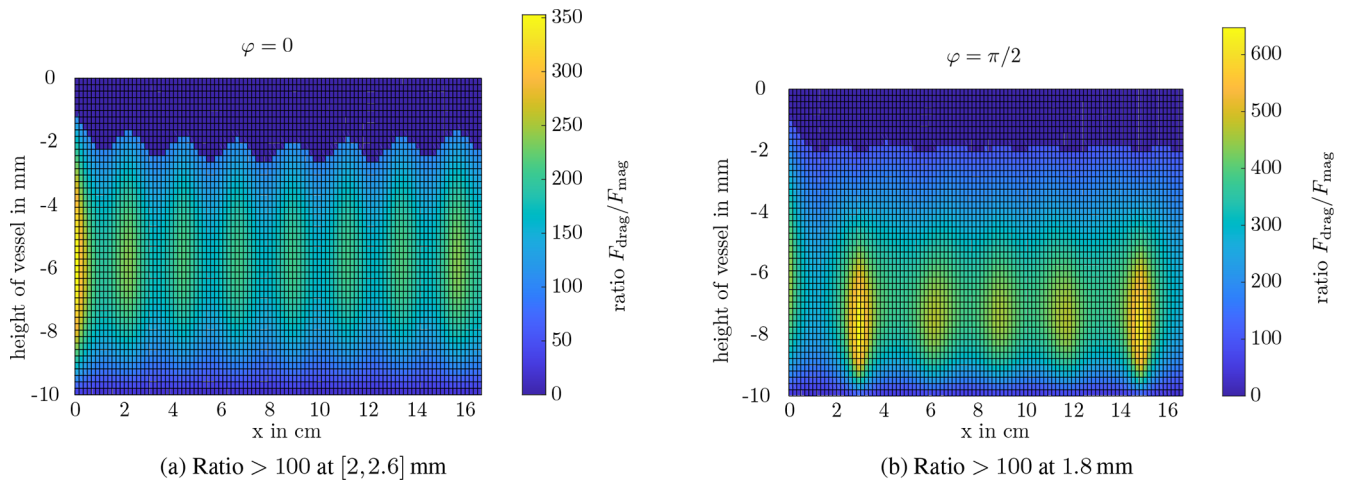 φ = 0
0
-2
-4
-6
-8
-10
height of vessel in mm
0 2 4 6 8 10 12 14 16
x in cm
350
300
250
200
150
100
50
0
ratio F_drag/F_mag
(a) Ratio > 100 at [2, 2.6] mm
φ = π/2
0
-2
-4
-6
-8
-10
height of vessel in mm
0 2 4 6 8 10 12 14 16
x in cm
600
500
400
300
200
100
0
ratio F_drag/F_mag
(b) Ratio > 100 at 1.8 mm